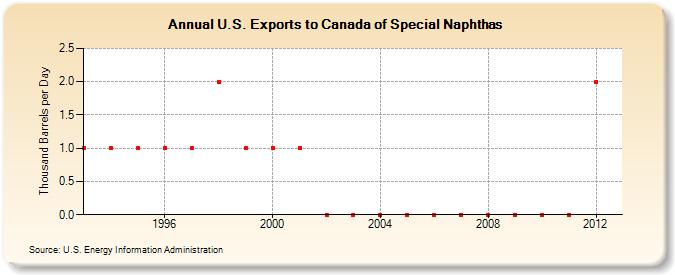 Annual U.S. Exports to Canada of Special Naphthas
Thousand Barrels per Day
2.5
2.0
1.5
1.0
0.5
0.0
1996 2000 2004 2008 2012
Source: U.S. Energy Information Administration